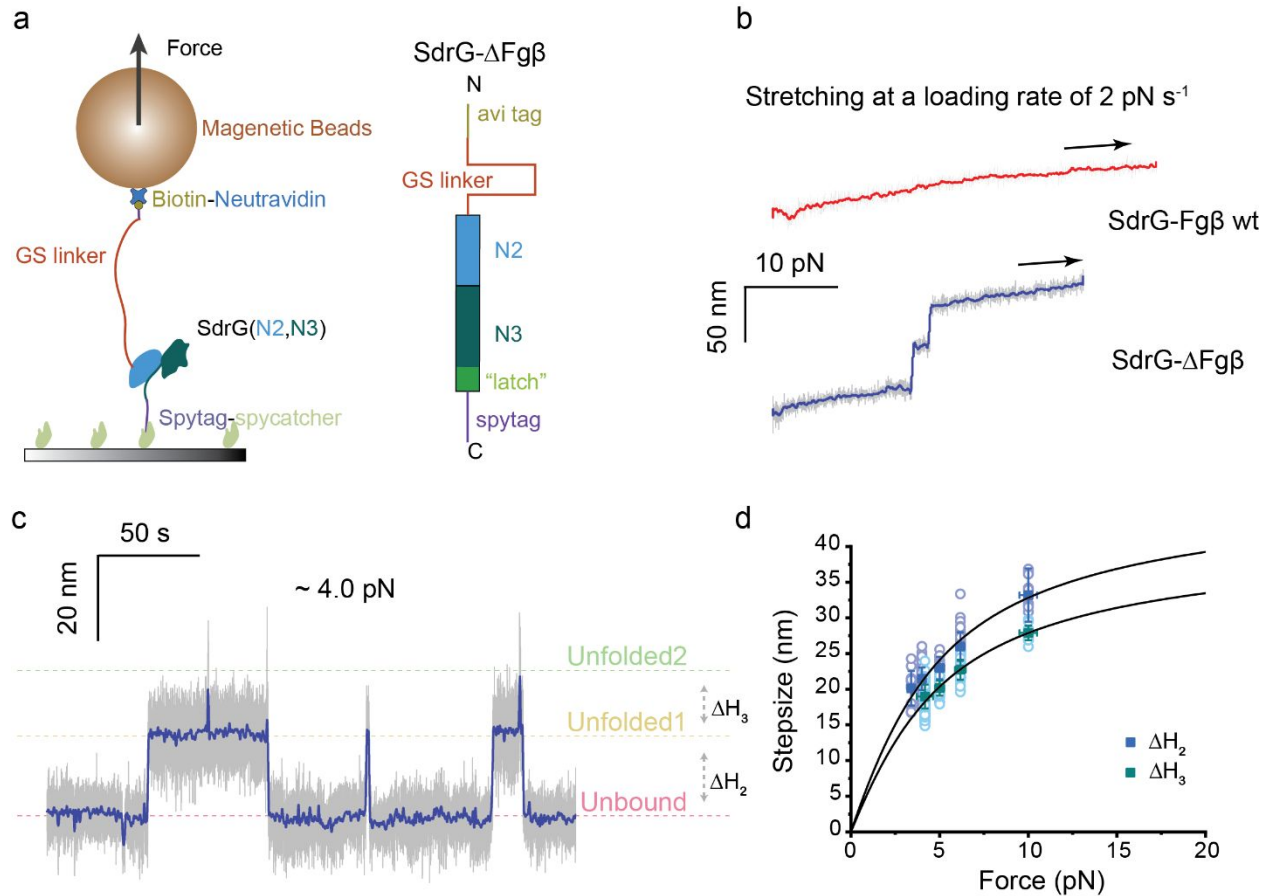 a
Force
Magenetic Beads
Biotin-Neutravidin
GS linker
SdrG(N2,N3)
Spytag-spycatcher
SdrG-ΔFgβ
N
avi tag
GS linker
N2
N3
“latch”
spytag
C
b
Stretching at a loading rate of 2 pN s⁻¹
SdrG-Fgβ wt
10 pN
50 nm
SdrG-ΔFgβ
c
50 s
20 nm
~ 4.0 pN
Unfolded2
ΔH₃
Unfolded1
ΔH₂
Unbound
d
40
35
30
25
20
15
10
5
0
Stepsize (nm)
ΔH₂
ΔH₃
0 5 10 15 20
Force (pN)